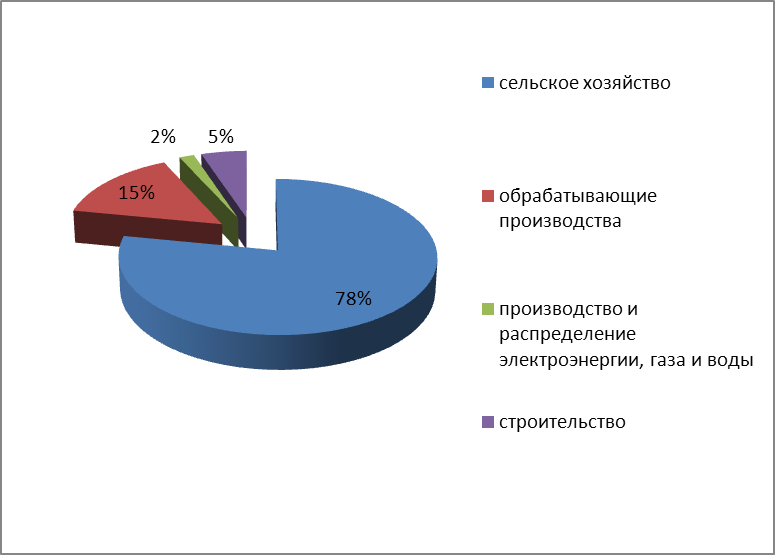 сельское хозяйство
2%
5%
15%
обрабатывающие
производства
78%
производство и
распределение
электроэнергии, газа и воды
строительство